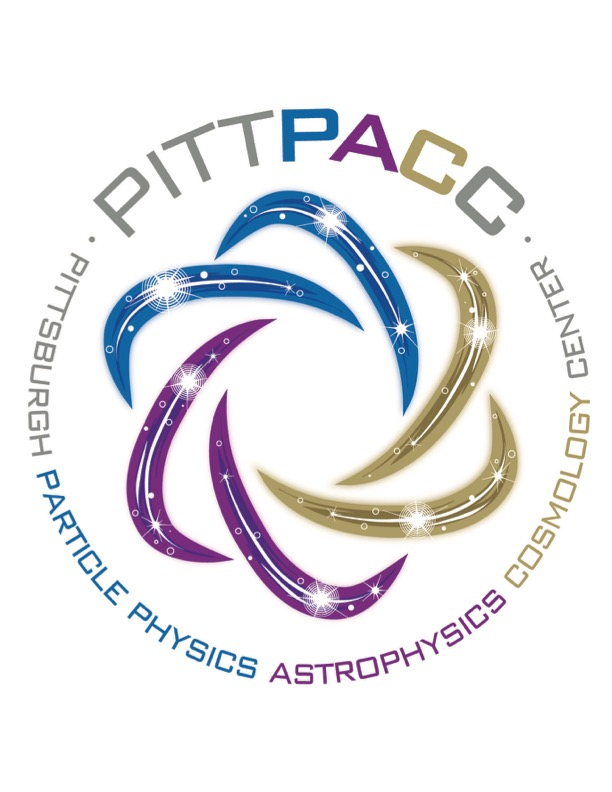 PITTPACC
· PITTSBURGH PARTICLE PHYSICS ASTROPHYSICS COSMOLOGY CENTER ·